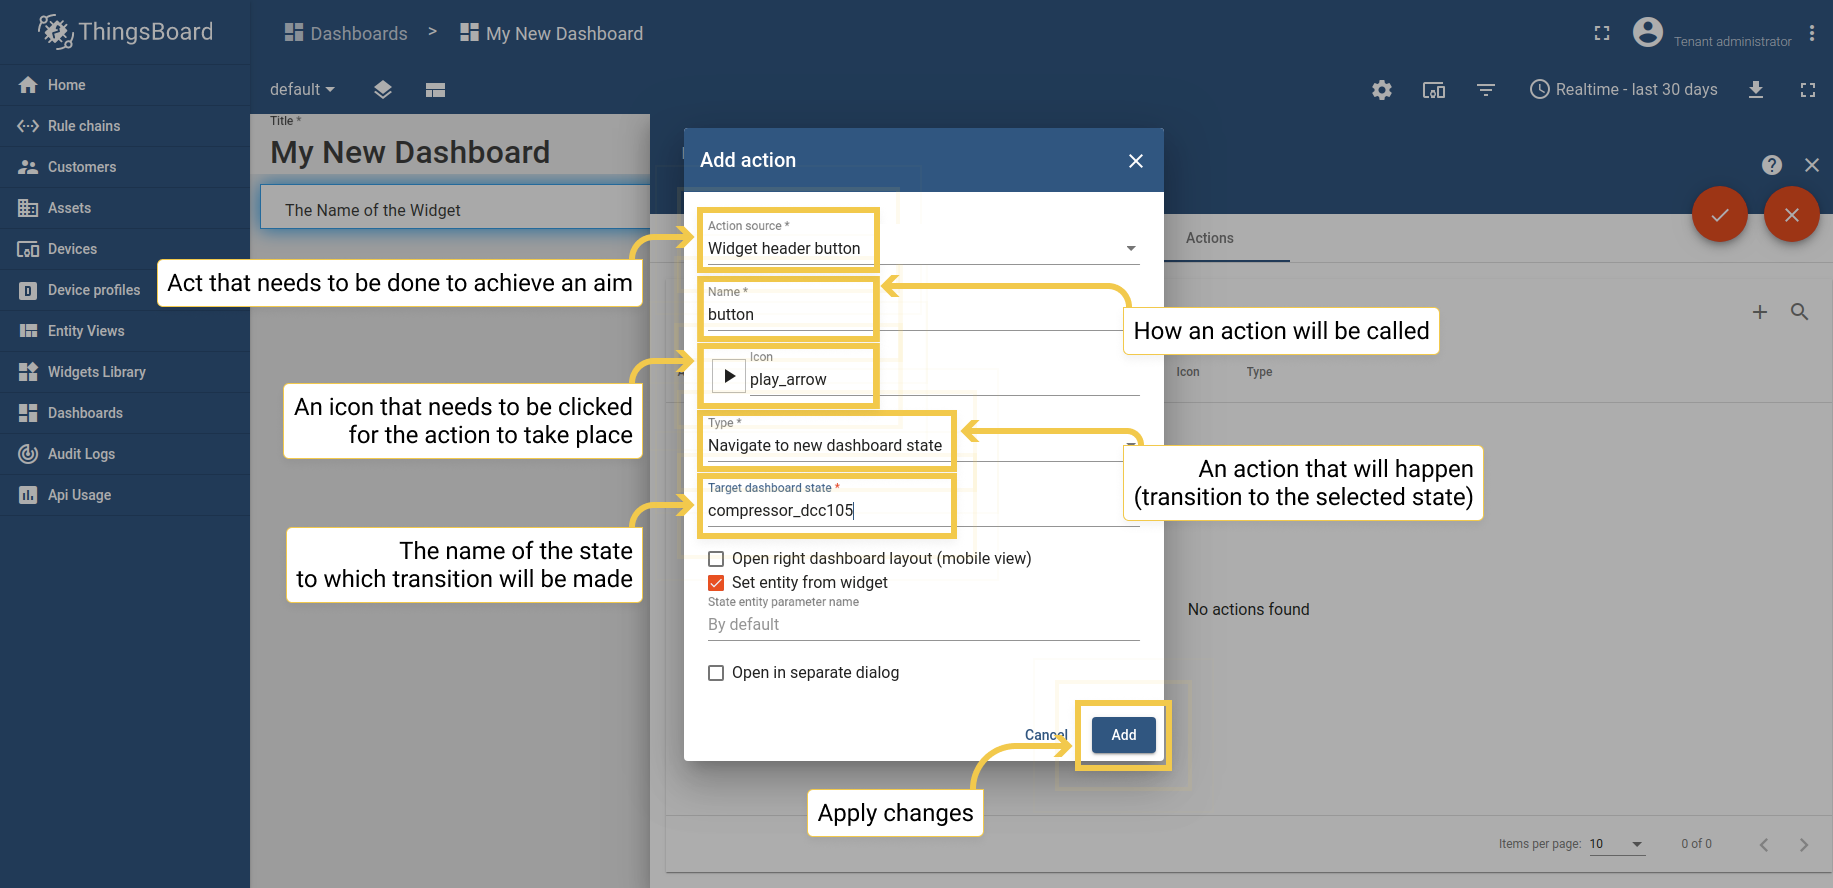 ThingsBoard
Dashboards > My New Dashboard
Tenant administrator
Home
Rule chains
Customers
Assets
Devices
Device profiles
Entity Views
Widgets Library
Dashboards
Audit Logs
Api Usage
default
Realtime - last 30 days
Title *
My New Dashboard
The Name of the Widget
Add action
Action source *
Widget header button
Name *
button
Icon
play_arrow
Type *
Navigate to new dashboard state
Target dashboard state *
compressor_dcc105
Open right dashboard layout (mobile view)
Set entity from widget
State entity parameter name
By default
Open in separate dialog
Cancel
Add
Act that needs to be done to achieve an aim
How an action will be called
An icon that needs to be clicked
for the action to take place
An action that will happen
(transition to the selected state)
The name of the state
to which transition will be made
Apply changes
Actions
Icon Type
No actions found
Items per page: 10 0 of 0